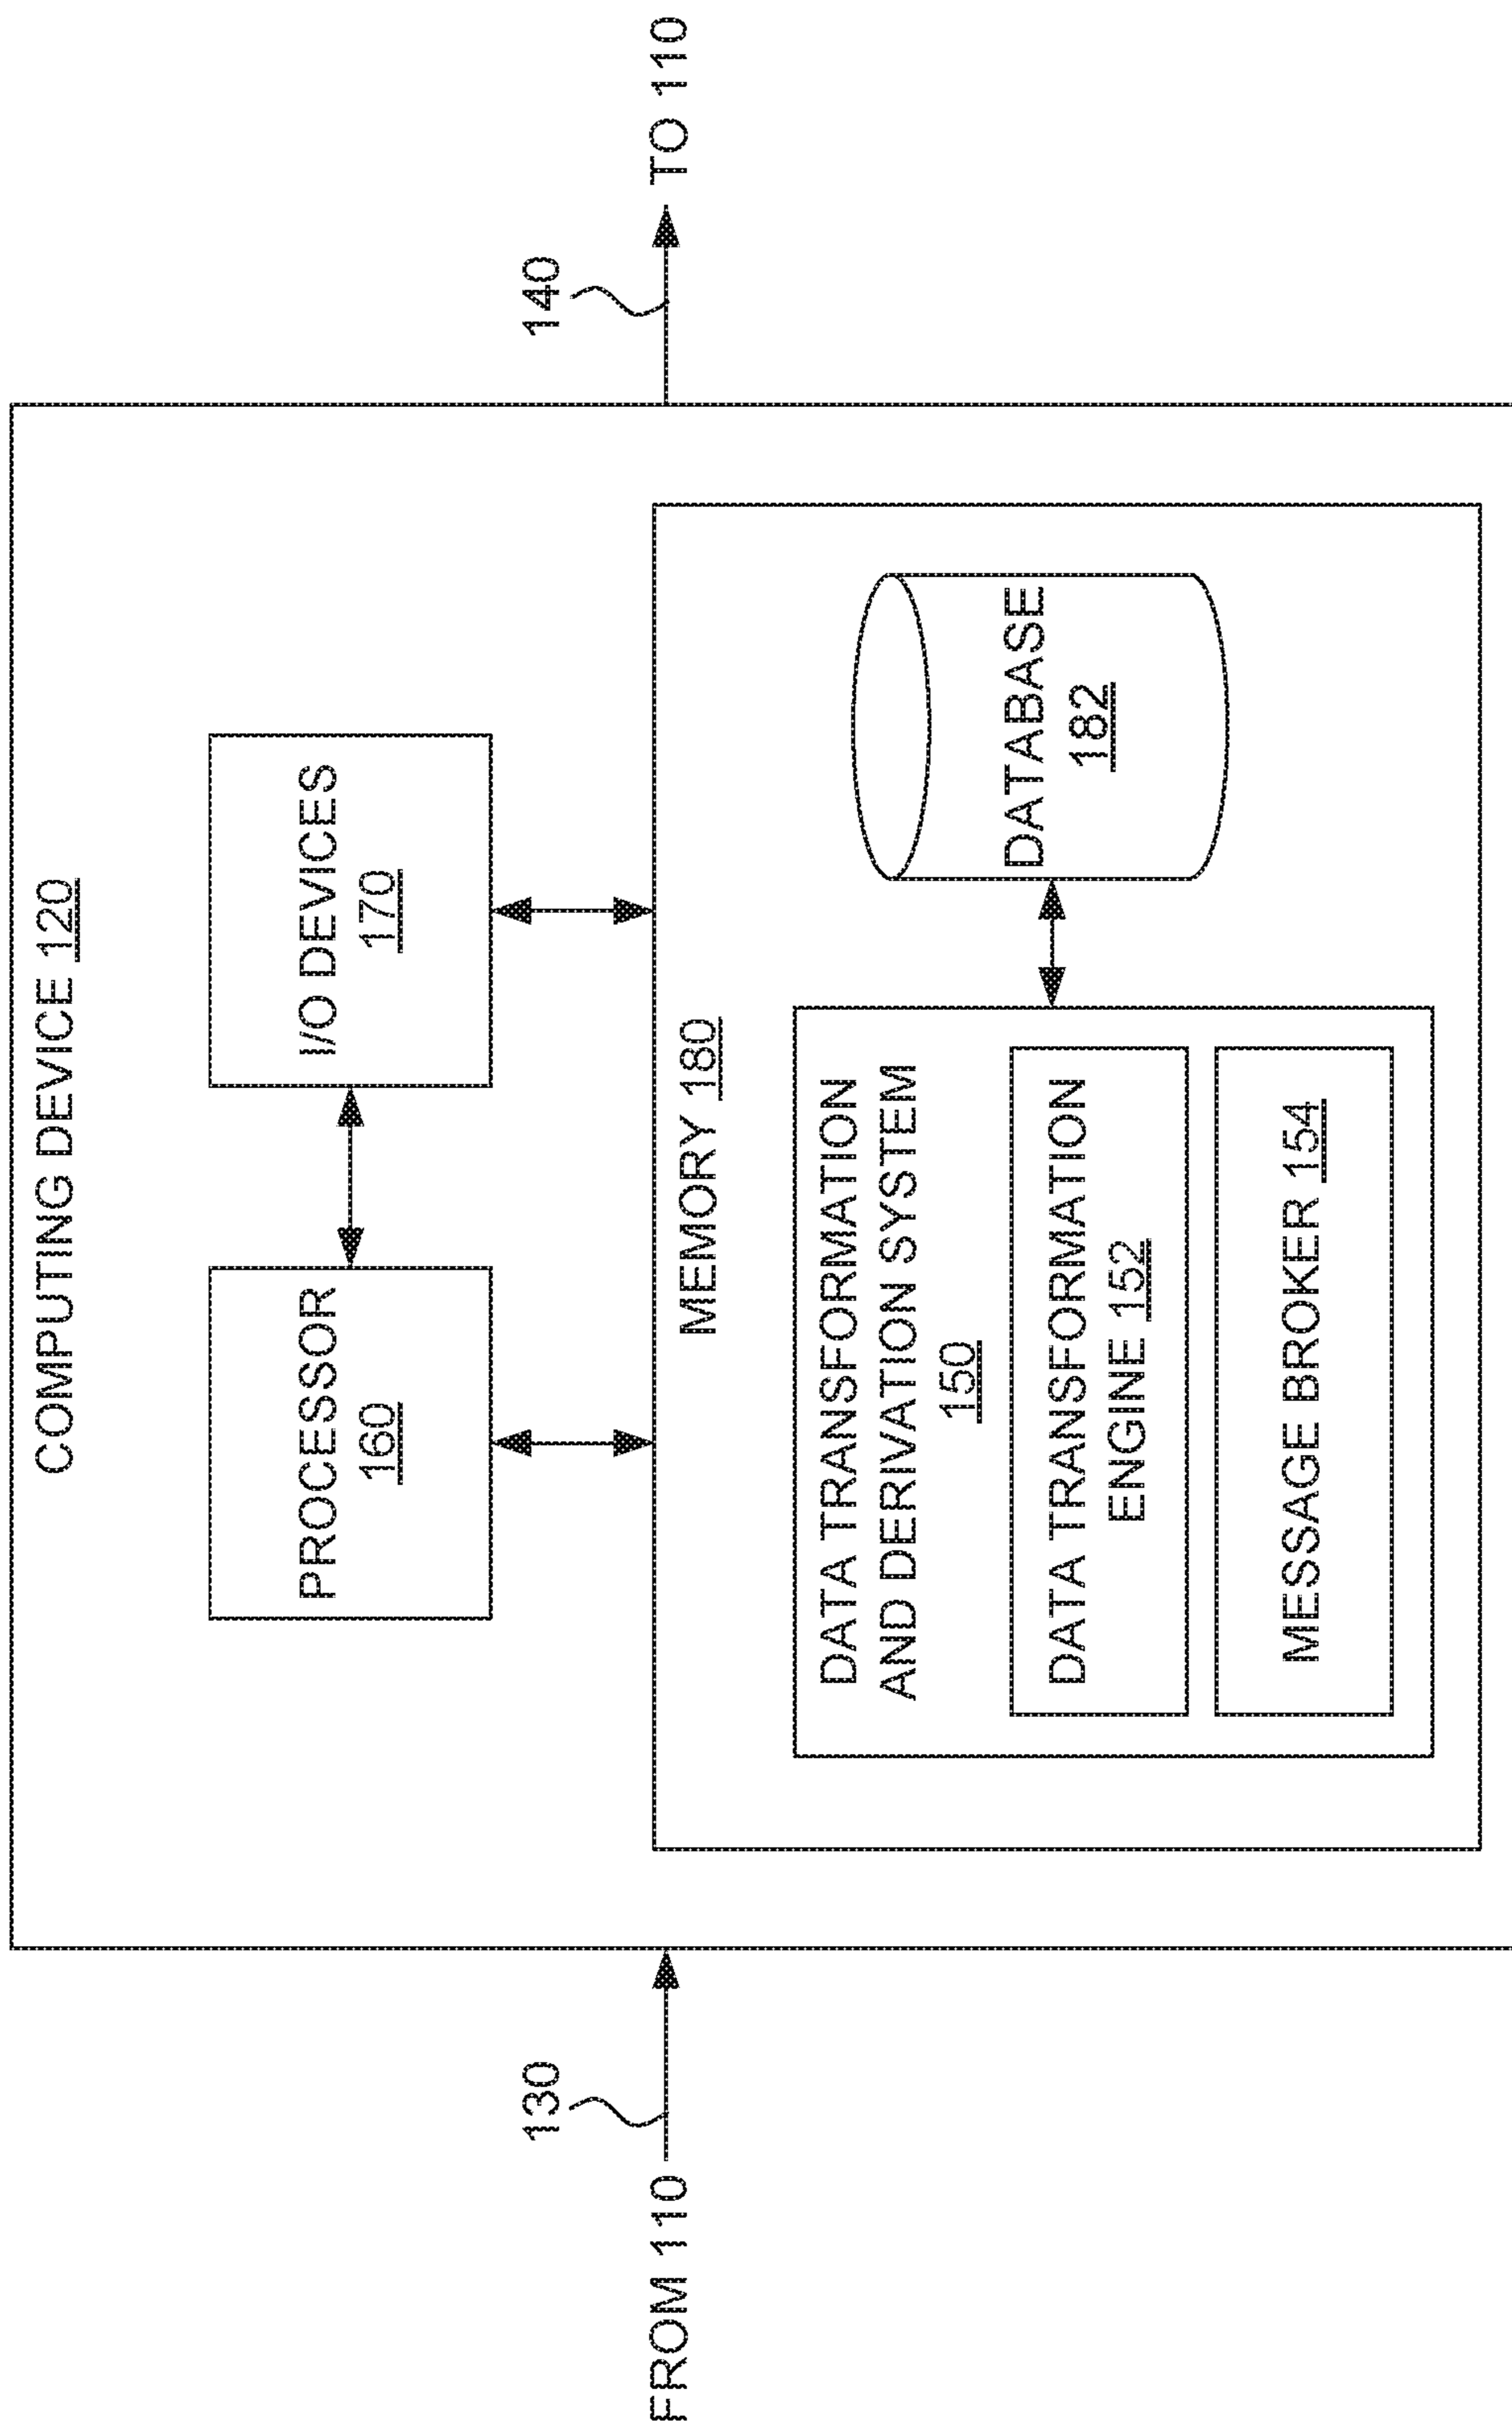 COMPUTING DEVICE 120
PROCESSOR
160
I/O DEVICES
170
130
FROM 110
140
TO 110
MEMORY 180
DATA TRANSFORMATION
AND DERIVATION SYSTEM
150
DATA TRANSFORMATION
ENGINE 152
MESSAGE BROKER 154
DATABASE
182